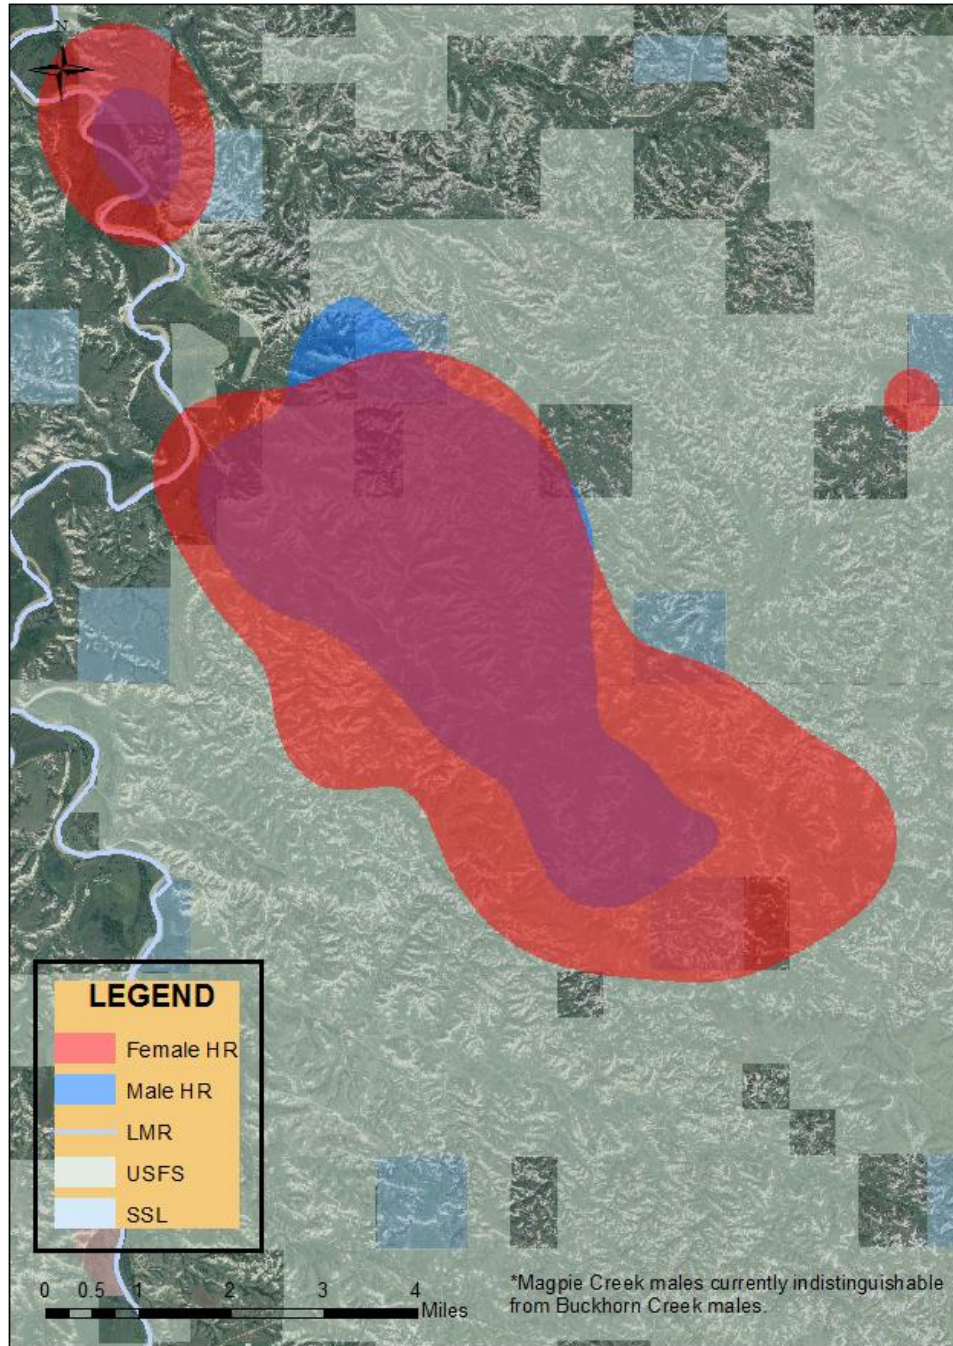 N
LEGEND
Female HR
Male HR
LMR
USFS
SSL
0 0.5 1 2 3 4
Miles
*Magpie Creek males currently indistinguishable
from Buckhorn Creek males.